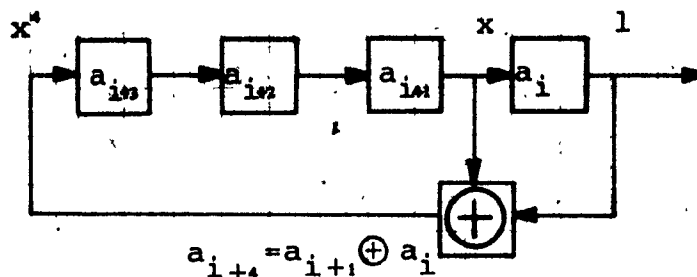 x⁴ x 1
a_{i+3} a_{i+2} a_{i+1} a_i
⊕
a_{i+4} = a_{i+1} ⊕ a_i